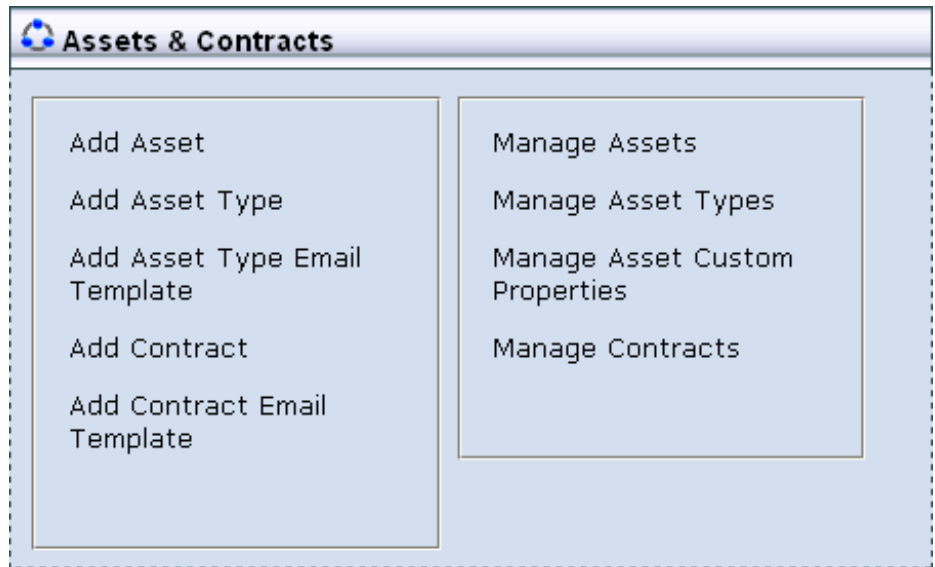 Assets & Contracts
Add Asset
Add Asset Type
Add Asset Type Email
Template
Add Contract
Add Contract Email
Template
Manage Assets
Manage Asset Types
Manage Asset Custom
Properties
Manage Contracts